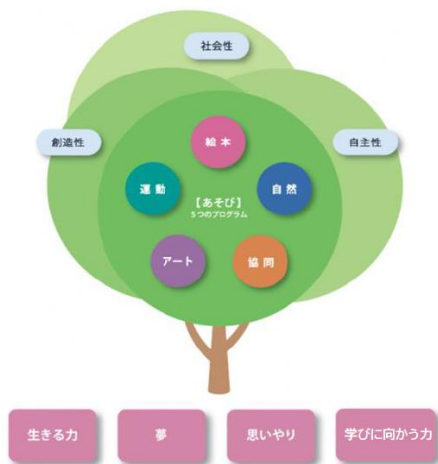 社会性
創造性
自主性
絵本
運動
自然
【あそび】
5つのプログラム
アート
協同
生きる力
夢
思いやり
学びに向かう力